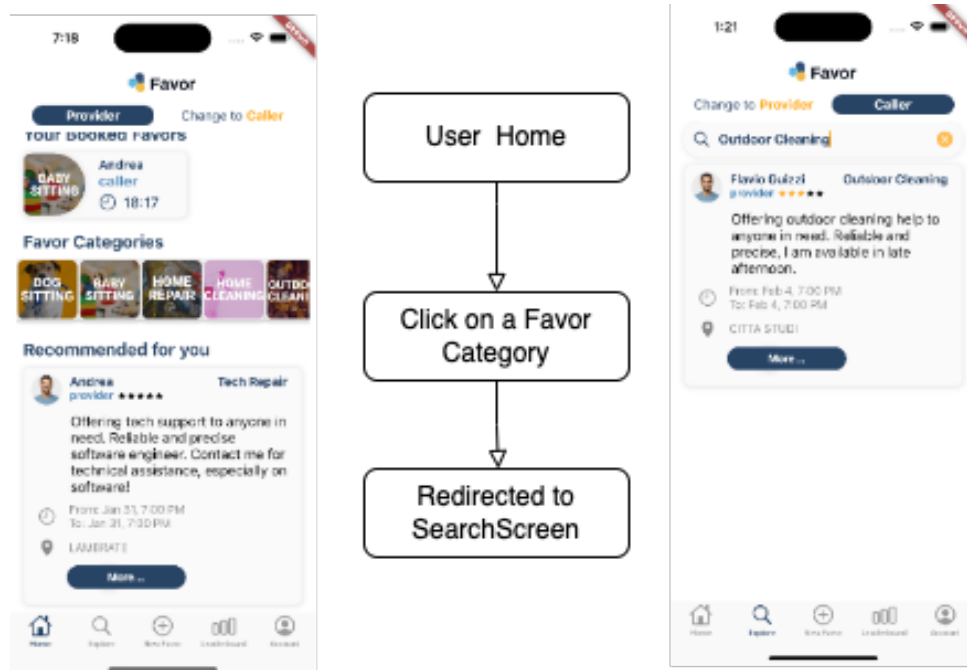 7:18
Favor
Provider
Change to Caller
Your Booked Favors
BABY
SITTING
Andrea
caller
18:17
Favor Categories
DOG
SITTING
BABY
SITTING
HOME
REPAIR
HOME
CLEANING
OUTDO
CLEANI
Recommended for you
Andrea
Tech Repair
provider ★★★★★
Offering tech support to anyone in
need. Reliable and precise
software engineer. Contact me for
technical assistance, especially on
software!
From: Jan 31, 7:00 PM
To: Jan 31, 7:00 PM
LAMBRATE
More...
Home
Explore
New Favor
Leaderboard
Account
User Home
Click on a Favor
Category
Redirected to
SearchScreen
1:21
Favor
Change to Provider
Caller
Outdoor Cleaning
Flavio Guizzi
Outdoor Cleaning
provider ★★★★★
Offering outdoor cleaning help to
anyone in need. Reliable and
precise, I am available in late
afternoon.
From: Feb 4, 7:00 PM
To: Feb 4, 7:00 PM
CITTA STUDI
More...
Home
Explore
New Favor
Leaderboard
Account